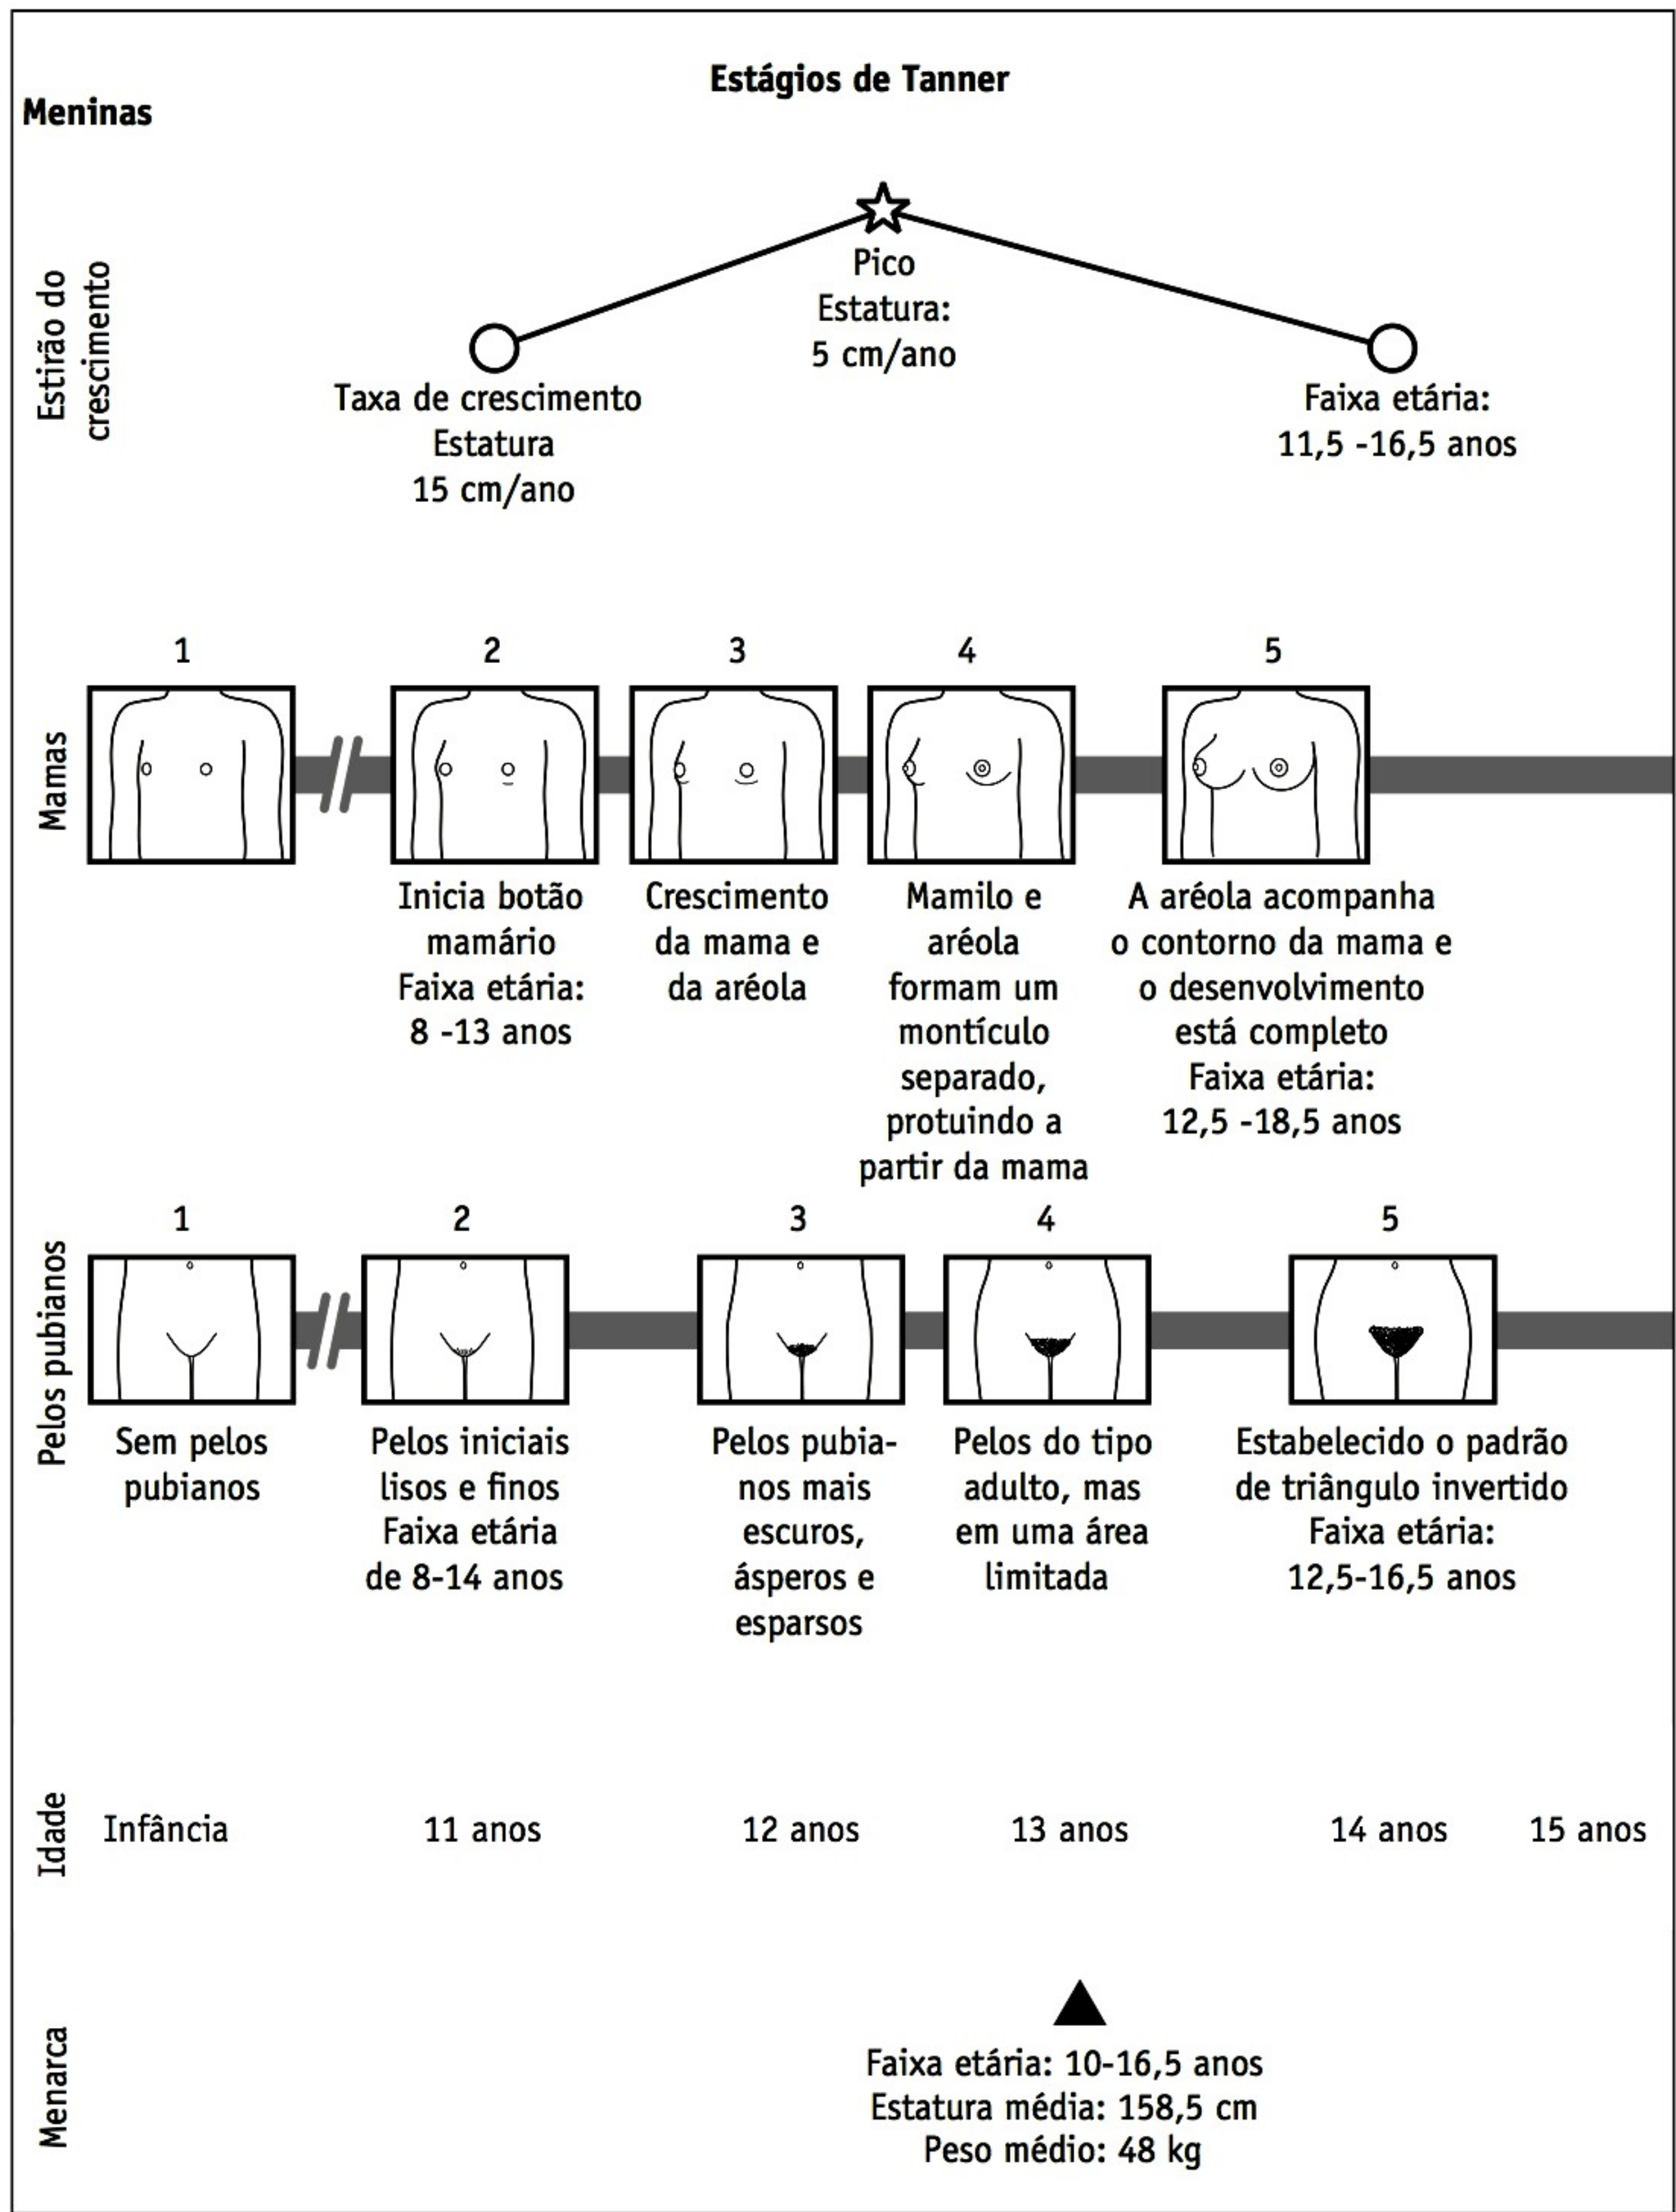 Estágios de Tanner
Meninas
Estirão do
crescimento
Pico
Estatura:
5 cm/ano
Taxa de crescimento
Estatura
15 cm/ano
Faixa etária:
11,5 -16,5 anos
Mamas
1
2
3
4
5
Inicia botão
mamário
Faixa etária:
8 -13 anos
Crescimento
da mama e
da aréola
Mamilo e
aréola
formam um
montículo
separado,
protuindo a
partir da mama
A aréola acompanha
o contorno da mama e
o desenvolvimento
está completo
Faixa etária:
12,5 -18,5 anos
Pelos pubianos
1
2
3
4
5
Sem pelos
pubianos
Pelos iniciais
lisos e finos
Faixa etária
de 8-14 anos
Pelos pubia-
nos mais
escuros,
ásperos e
esparsos
Pelos do tipo
adulto, mas
em uma área
limitada
Estabelecido o padrão
de triângulo invertido
Faixa etária:
12,5-16,5 anos
Idade
Infância
11 anos
12 anos
13 anos
14 anos
15 anos
Menarca
Faixa etária: 10-16,5 anos
Estatura média: 158,5 cm
Peso médio: 48 kg